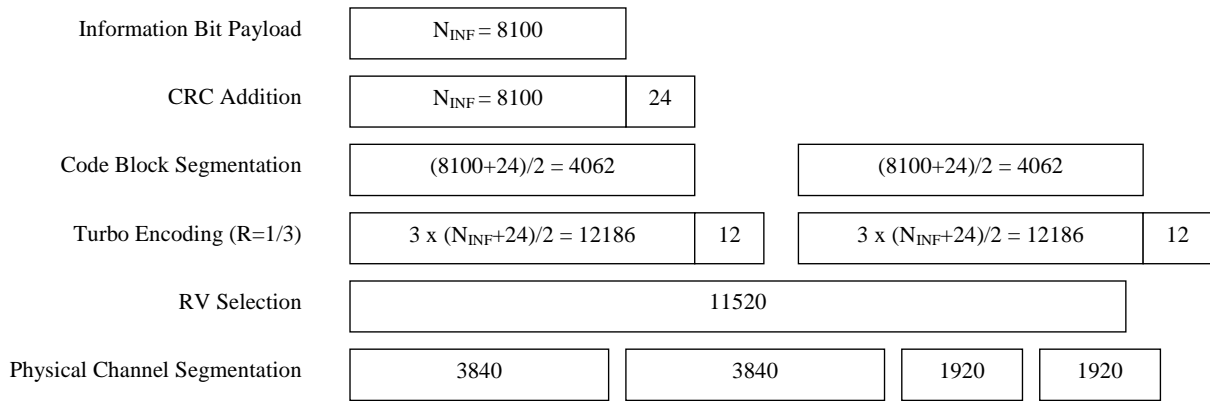 Information Bit Payload N_INF = 8100
CRC Addition N_INF = 8100 24
Code Block Segmentation (8100+24)/2 = 4062 (8100+24)/2 = 4062
Turbo Encoding (R=1/3) 3 x (N_INF+24)/2 = 12186 12 3 x (N_INF+24)/2 = 12186 12
RV Selection 11520
Physical Channel Segmentation 3840 3840 1920 1920